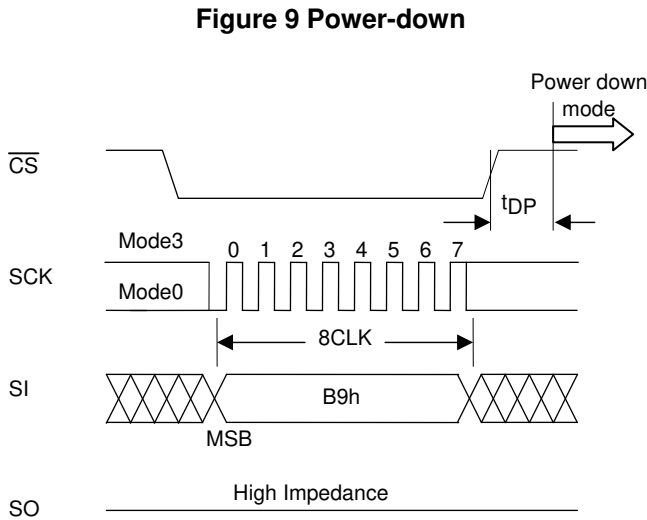 Figure 9 Power-down
Power down
mode
CS
tDP
Mode3
0 1 2 3 4 5 6 7
SCK
Mode0
8CLK
SI
B9h
MSB
High Impedance
SO